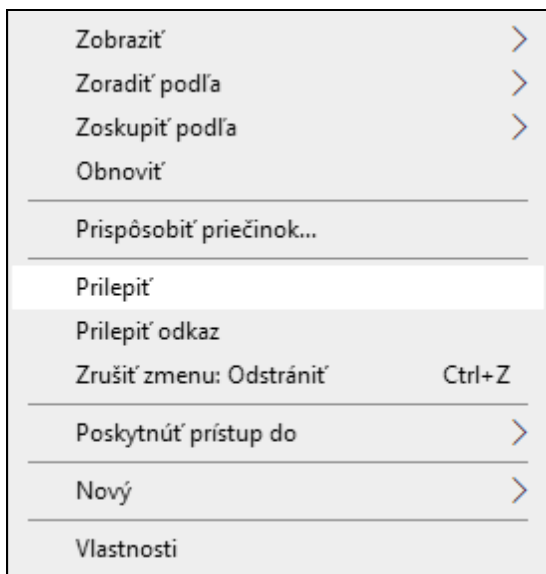 Zobraziť
Zoradiť podľa
Zoskupiť podľa
Obnoviť
Prispôsobiť priečinok...
Prilepiť
Prilepiť odkaz
Zrušiť zmenu: Odstrániť Ctrl+Z
Poskytnúť prístup do
Nový
Vlastnosti